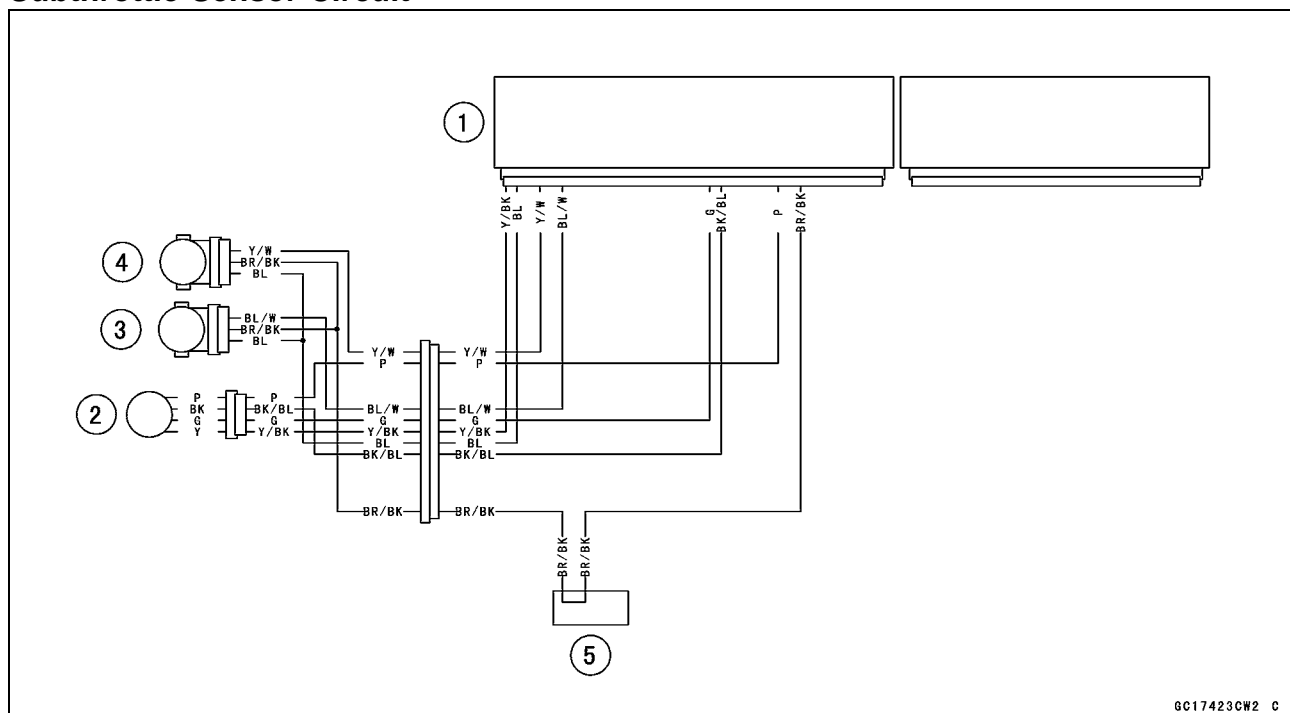 Subthrottle Sensor Circuit
1
Y/BK
BL
Y/W
BL/W
G
BK/BL
P
BR/BK
4
Y/W
BR/BK
BL
3
BL/W
BR/BK
BL
Y/W Y/W
P P
2
P P
BK BK/BL
G G
Y Y/BK
BL/W BL/W
G G
Y/BK Y/BK
BL BL
BK/BL BK/BL
BR/BK BR/BK
BR/BK
BR/BK
5
GC17423CW2 C